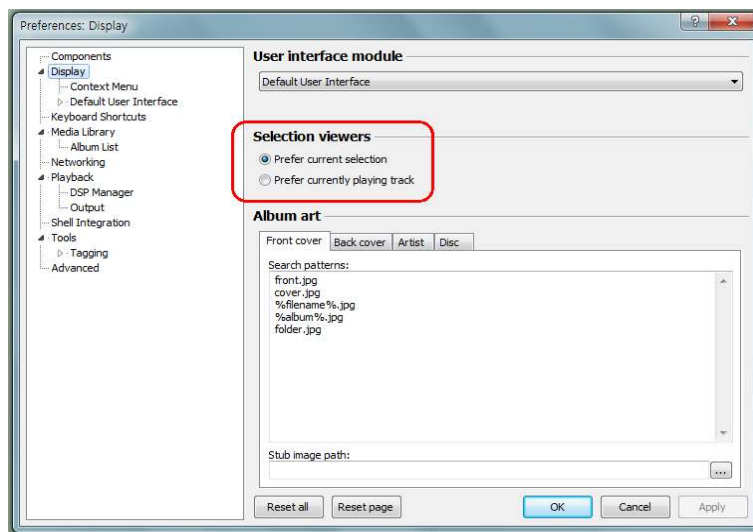 Preferences: Display
Components
Display
Context Menu
Default User Interface
Keyboard Shortcuts
Media Library
Album List
Networking
Playback
DSP Manager
Output
Shell Integration
Tools
Tagging
Advanced
User interface module
Default User Interface
Selection viewers
Prefer current selection
Prefer currently playing track
Album art
Front cover Back cover Artist Disc
Search patterns:
front.jpg
cover.jpg
%filename%.jpg
%album%.jpg
folder.jpg
Stub image path:
...
Reset all Reset page OK Cancel Apply